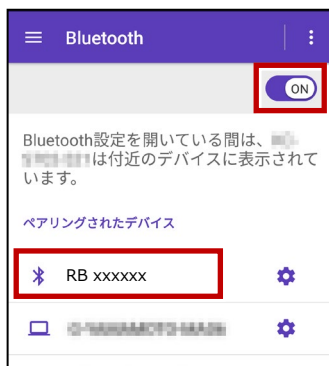 Bluetooth
ON
Bluetooth設定を開いている間は、
は付近のデバイスに表示されて
います。
ペアリングされたデバイス
RB xxxxxx